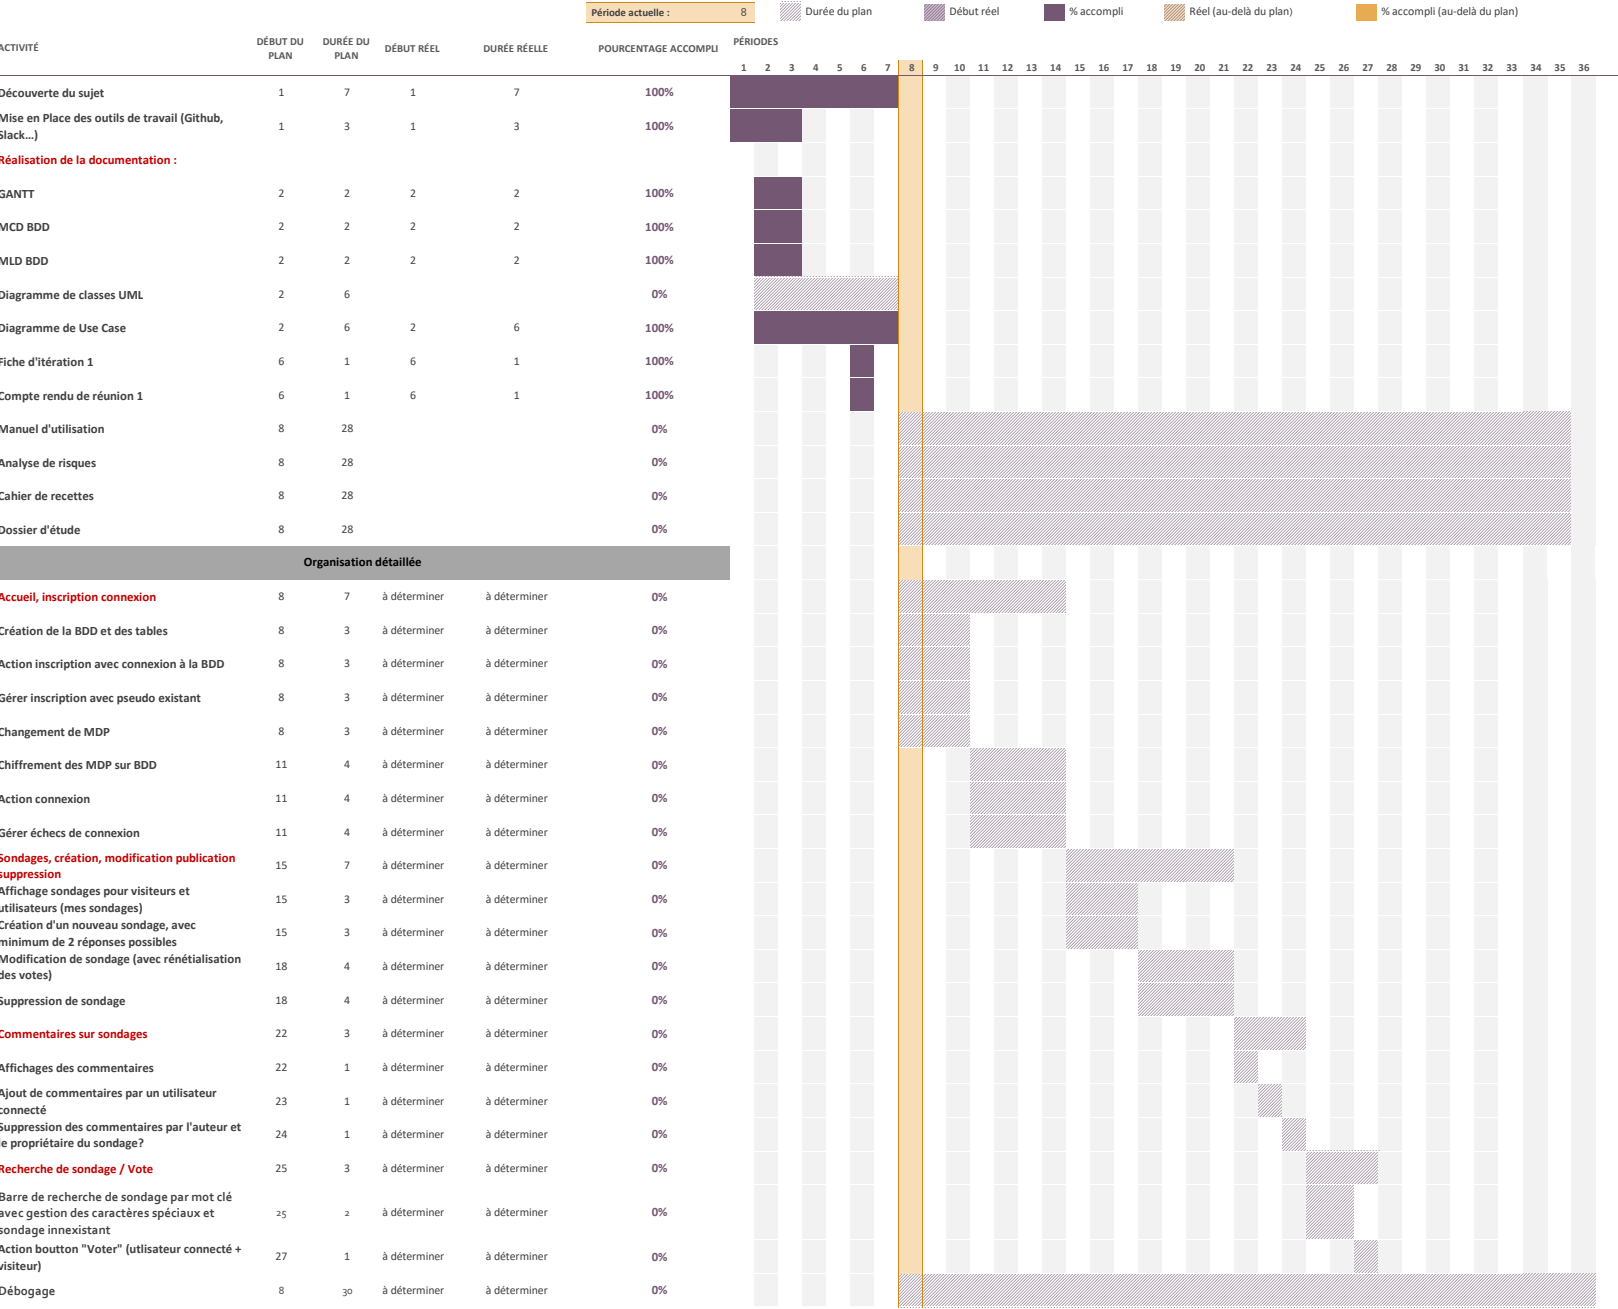 Période actuelle : 8 Durée du plan Début réel % accompli Réel (au-delà du plan) % accompli (au-delà du plan)
ACTIVITÉ DÉBUT DU PLAN DURÉE DU PLAN DÉBUT RÉEL DURÉE RÉELLE POURCENTAGE ACCOMPLI PÉRIODES
1 2 3 4 5 6 7 8 9 10 11 12 13 14 15 16 17 18 19 20 21 22 23 24 25 26 27 28 29 30 31 32 33 34 35 36
Découverte du sujet 1 7 1 7 100%
Mise en Place des outils de travail (Github,
Slack...) 1 3 1 3 100%
Réalisation de la documentation :
GANTT 2 2 2 2 100%
MCD BDD 2 2 2 2 100%
MLD BDD 2 2 2 2 100%
Diagramme de classes UML 2 6 0%
Diagramme de Use Case 2 6 2 6 100%
Fiche d'itération 1 6 1 6 1 100%
Compte rendu de réunion 1 6 1 6 1 100%
Manuel d'utilisation 8 28 0%
Analyse de risques 8 28 0%
Cahier de recettes 8 28 0%
Dossier d'étude 8 28 0%
Organisation détaillée
Accueil, inscription connexion 8 7 à déterminer à déterminer 0%
Création de la BDD et des tables 8 3 à déterminer à déterminer 0%
Action inscription avec connexion à la BDD 8 3 à déterminer à déterminer 0%
Gérer inscription avec pseudo existant 8 3 à déterminer à déterminer 0%
Changement de MDP 8 3 à déterminer à déterminer 0%
Chiffrement des MDP sur BDD 11 4 à déterminer à déterminer 0%
Action connexion 11 4 à déterminer à déterminer 0%
Gérer échecs de connexion 11 4 à déterminer à déterminer 0%
Sondages, création, modification publication
suppression 15 7 à déterminer à déterminer 0%
Affichage sondages pour visiteurs et
utilisateurs (mes sondages) 15 3 à déterminer à déterminer 0%
Création d'un nouveau sondage, avec
minimum de 2 réponses possibles 15 3 à déterminer à déterminer 0%
Modification de sondage (avec rénétialisation
des votes) 18 4 à déterminer à déterminer 0%
Suppression de sondage 18 4 à déterminer à déterminer 0%
Commentaires sur sondages 22 3 à déterminer à déterminer 0%
Affichages des commentaires 22 1 à déterminer à déterminer 0%
Ajout de commentaires par un utilisateur
connecté 23 1 à déterminer à déterminer 0%
Suppression des commentaires par l'auteur et
le propriétaire du sondage? 24 1 à déterminer à déterminer 0%
Recherche de sondage / Vote 25 3 à déterminer à déterminer 0%
Barre de recherche de sondage par mot clé
avec gestion des caractères spéciaux et 25 2 à déterminer à déterminer 0%
sondage innexistant
Action boutton "Voter" (utlisateur connecté +
visiteur) 27 1 à déterminer à déterminer 0%
Débogage 8 30 à déterminer à déterminer 0%